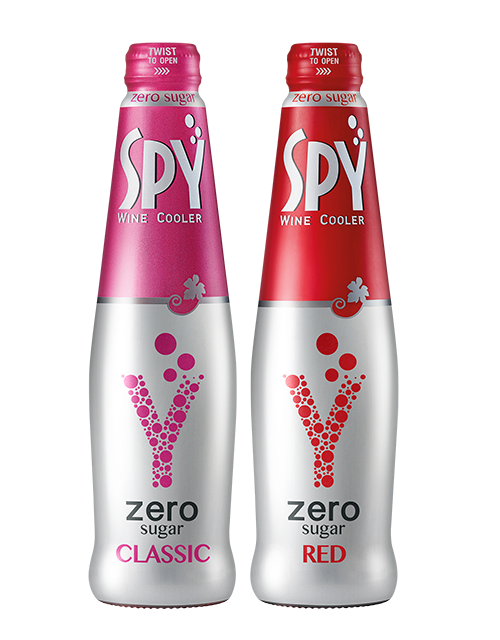 TWIST
TO OPEN
»»
zero sugar
SPY
WINE COOLER
zero
sugar
CLASSIC
TWIST
TO OPEN
»»
zero sugar
SPY
WINE COOLER
zero
sugar
RED